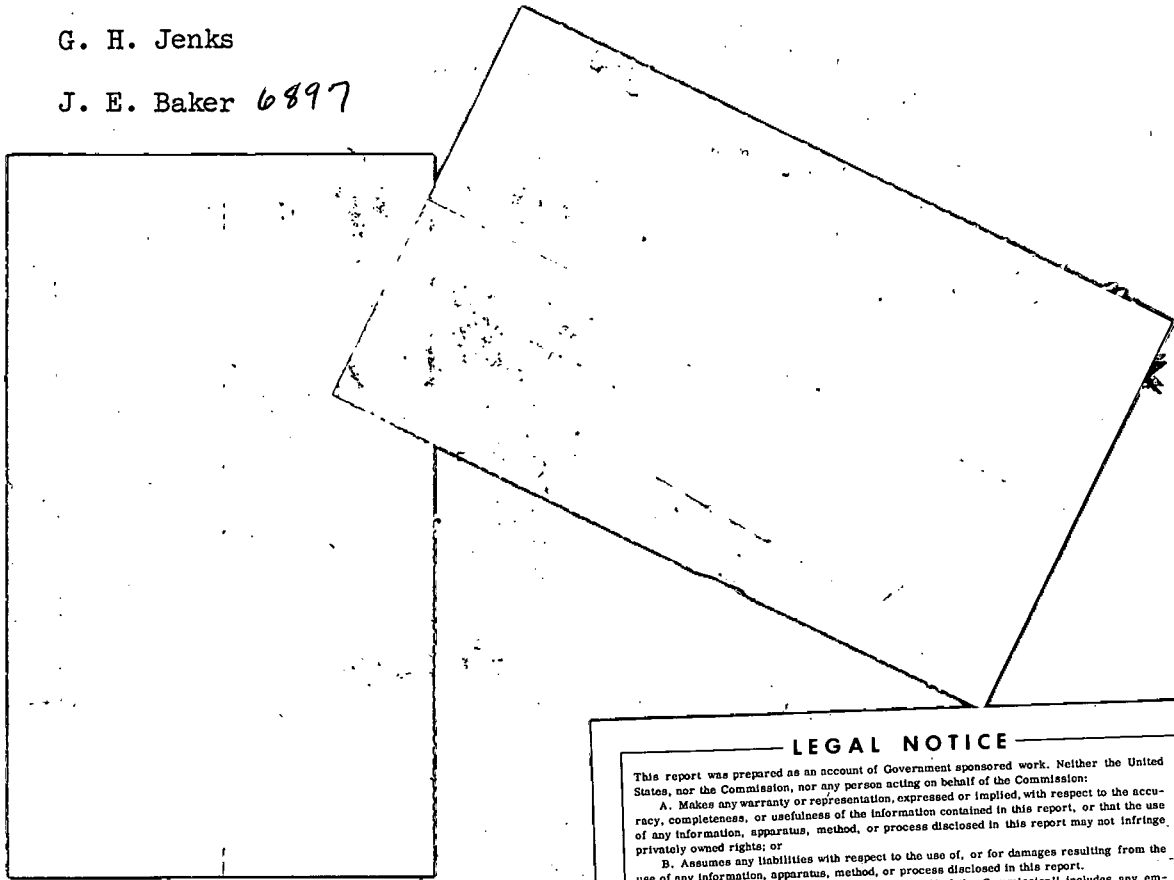 G. H. Jenks
J. E. Baker 6897
LEGAL NOTICE
This report was prepared as an account of Government sponsored work. Neither the United
States, nor the Commission, nor any person acting on behalf of the Commission:
A. Makes any warranty or representation, expressed or implied, with respect to the accu-
racy, completeness, or usefulness of the information contained in this report, or that the use
of any information, apparatus, method, or process disclosed in this report may not infringe
privately owned rights; or
B. Assumes any liabilities with respect to the use of, or for damages resulting from the
use of any information, apparatus, method, or process disclosed in this report.